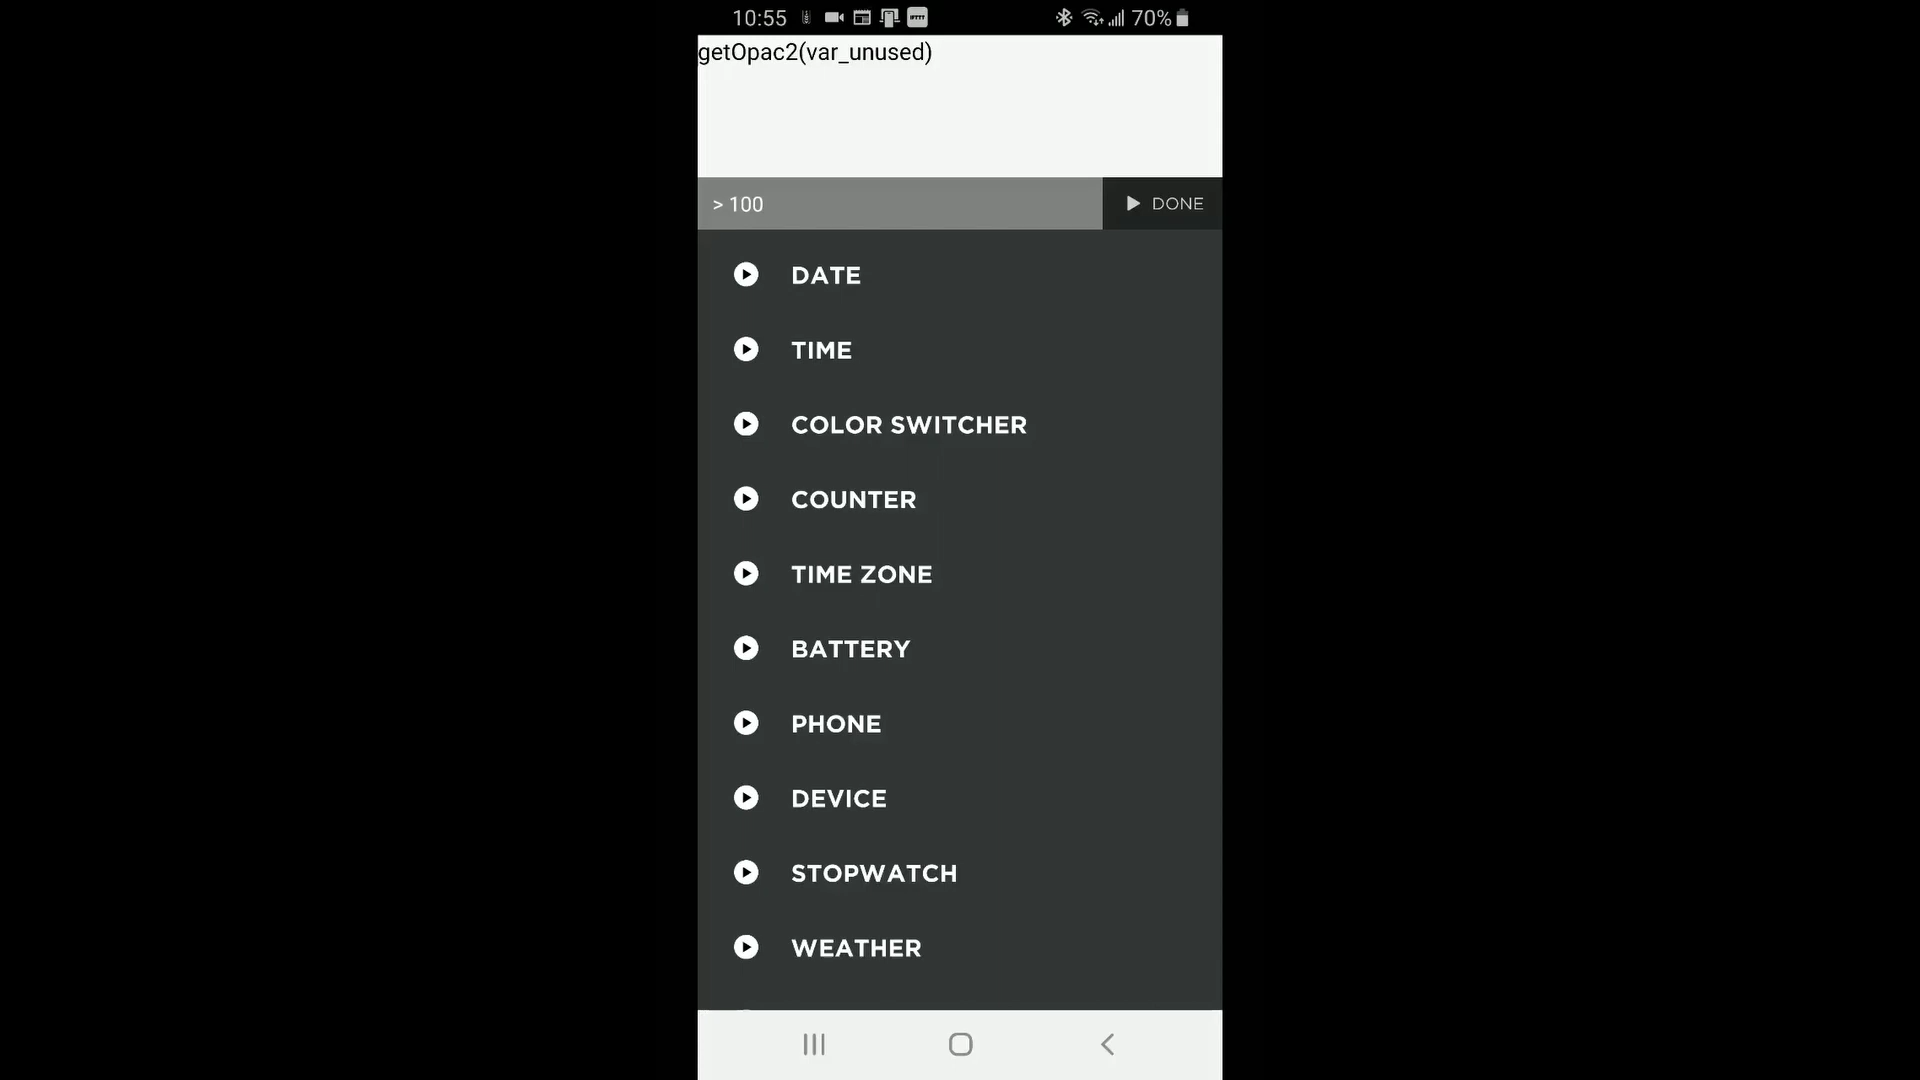 10:55
70%
getOpac2(var_unused)
> 100
DONE
DATE
TIME
COLOR SWITCHER
COUNTER
TIME ZONE
BATTERY
PHONE
DEVICE
STOPWATCH
WEATHER